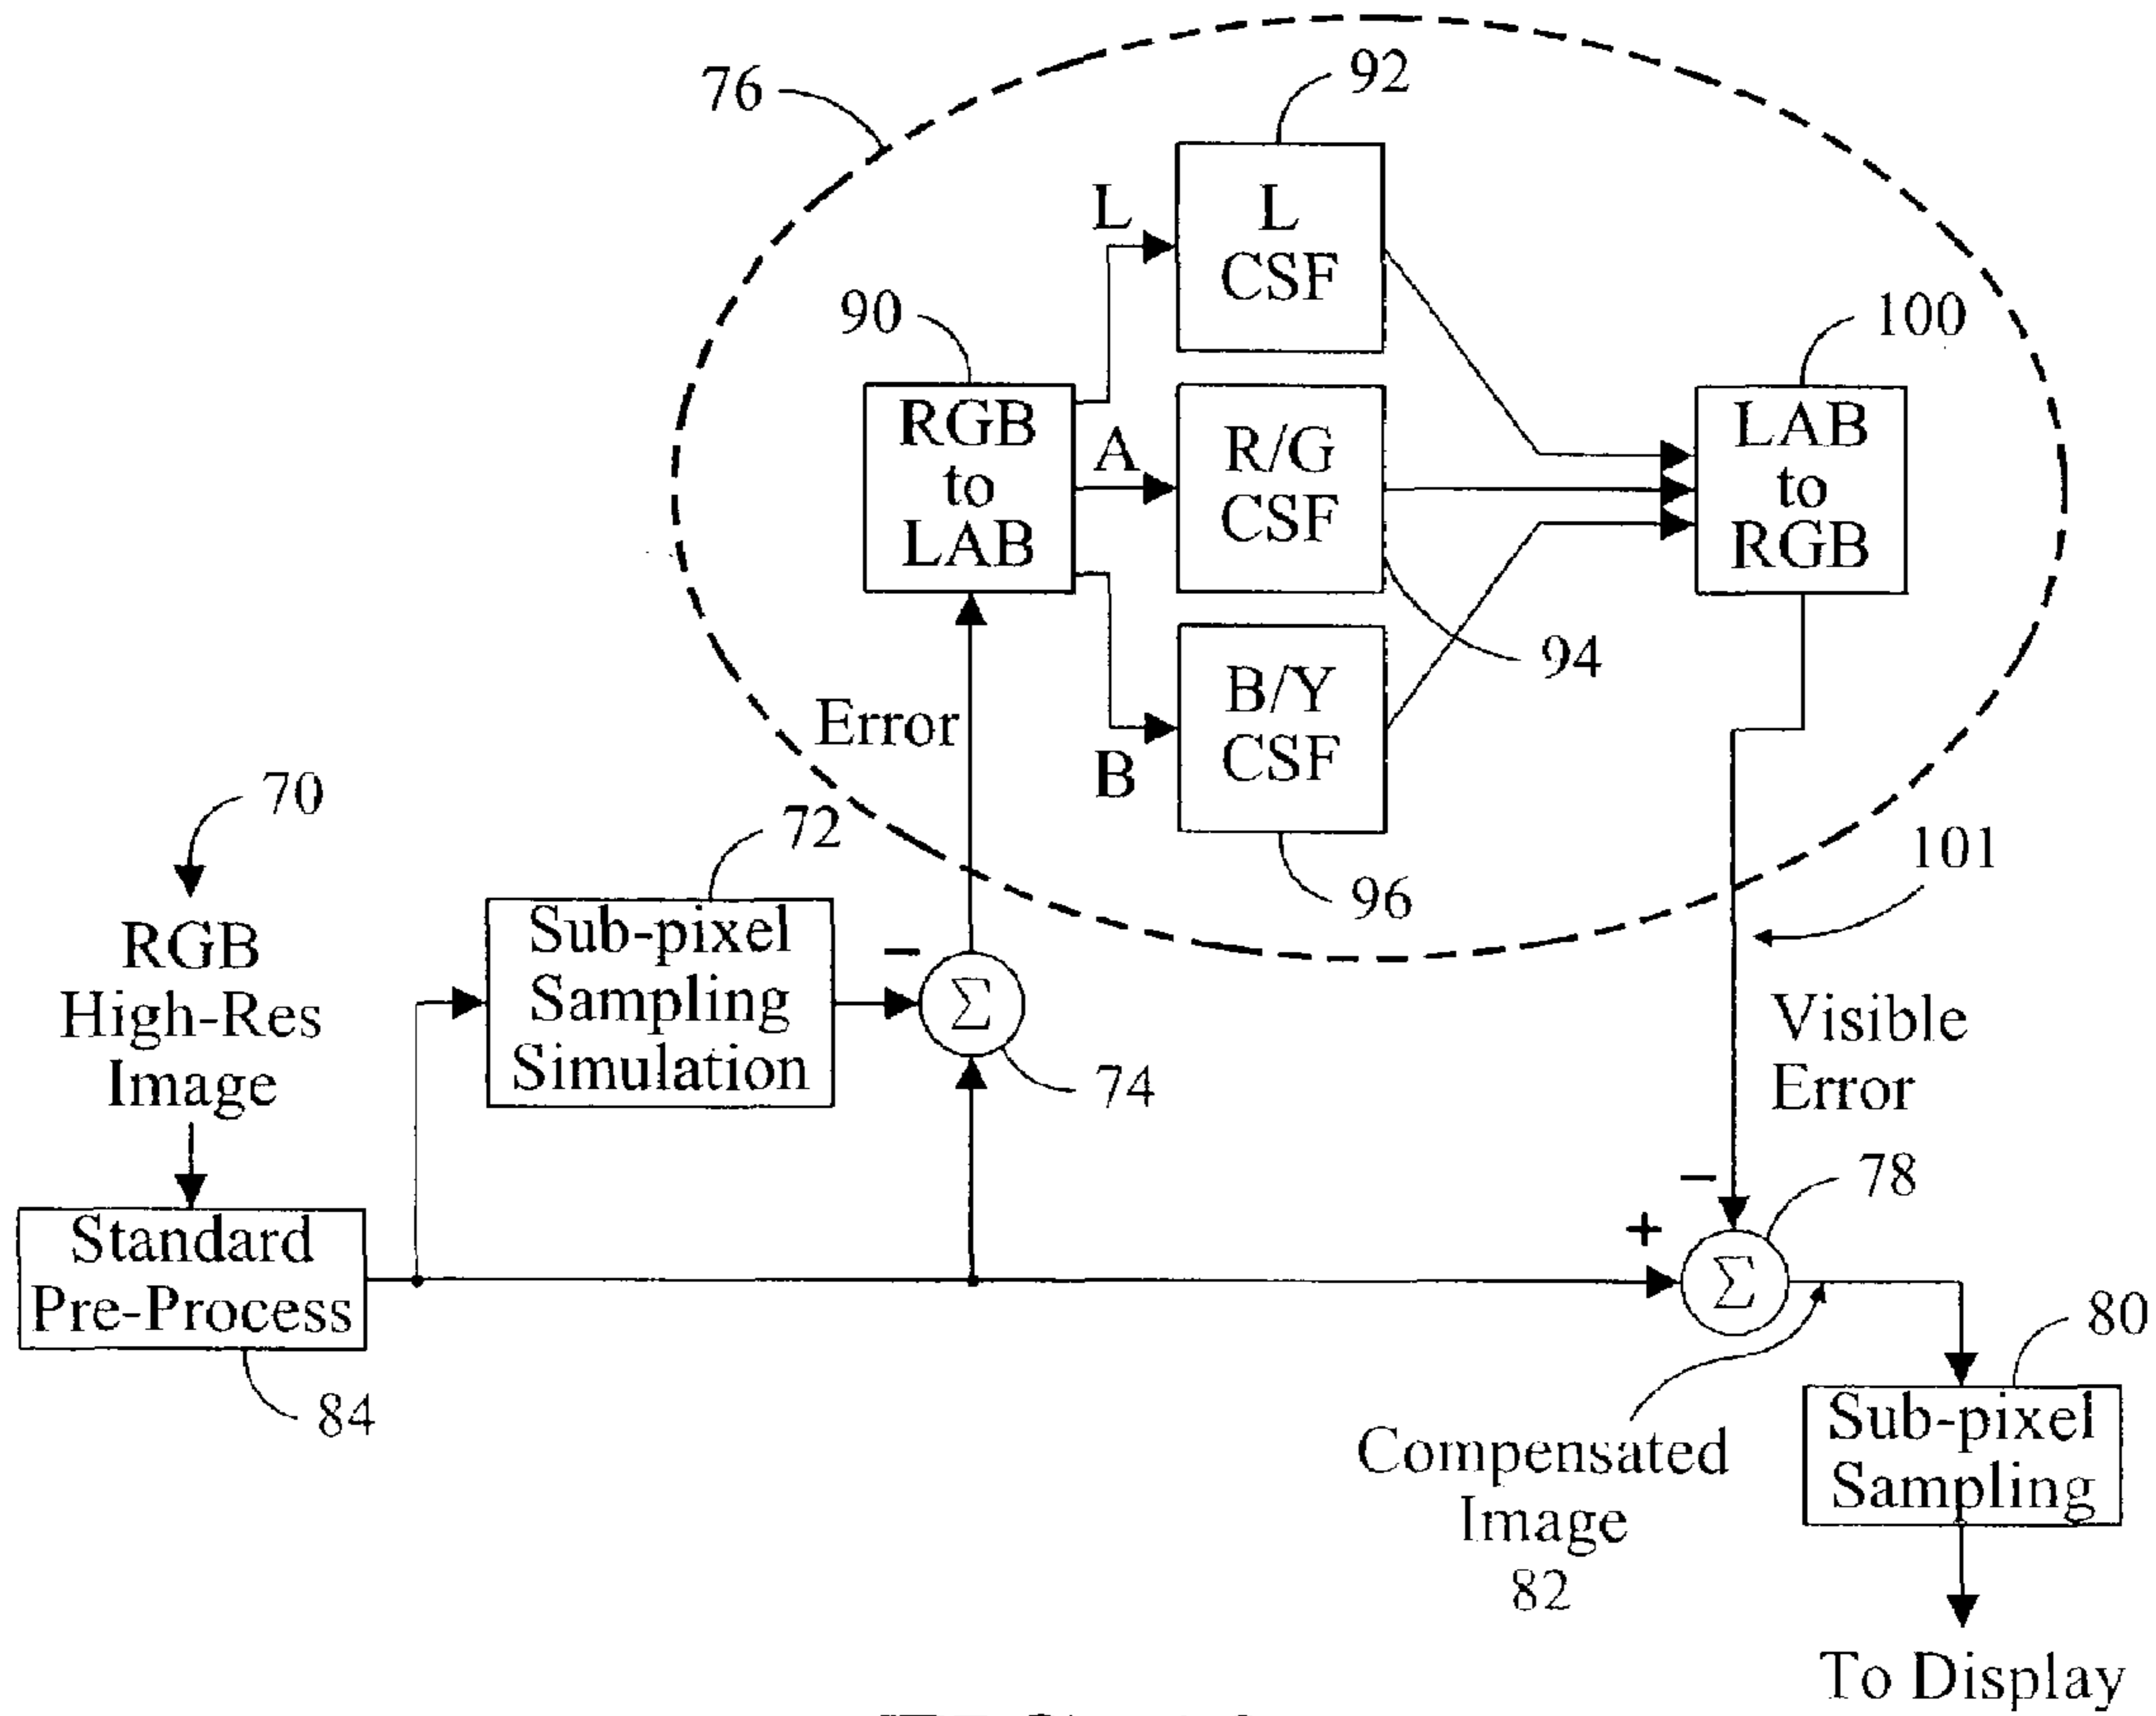 76
92
L
L
CSF
90
100
RGB
to
LAB
A
R/G
CSF
LAB
to
RGB
94
Error
B
B/Y
CSF
96
70
72
101
RGB
High-Res
Image
Sub-pixel
Sampling
Simulation
−
Σ
74
Visible
Error
Standard
Pre-Process
84
−
+
Σ
78
80
Compensated
Image
82
Sub-pixel
Sampling
To Display